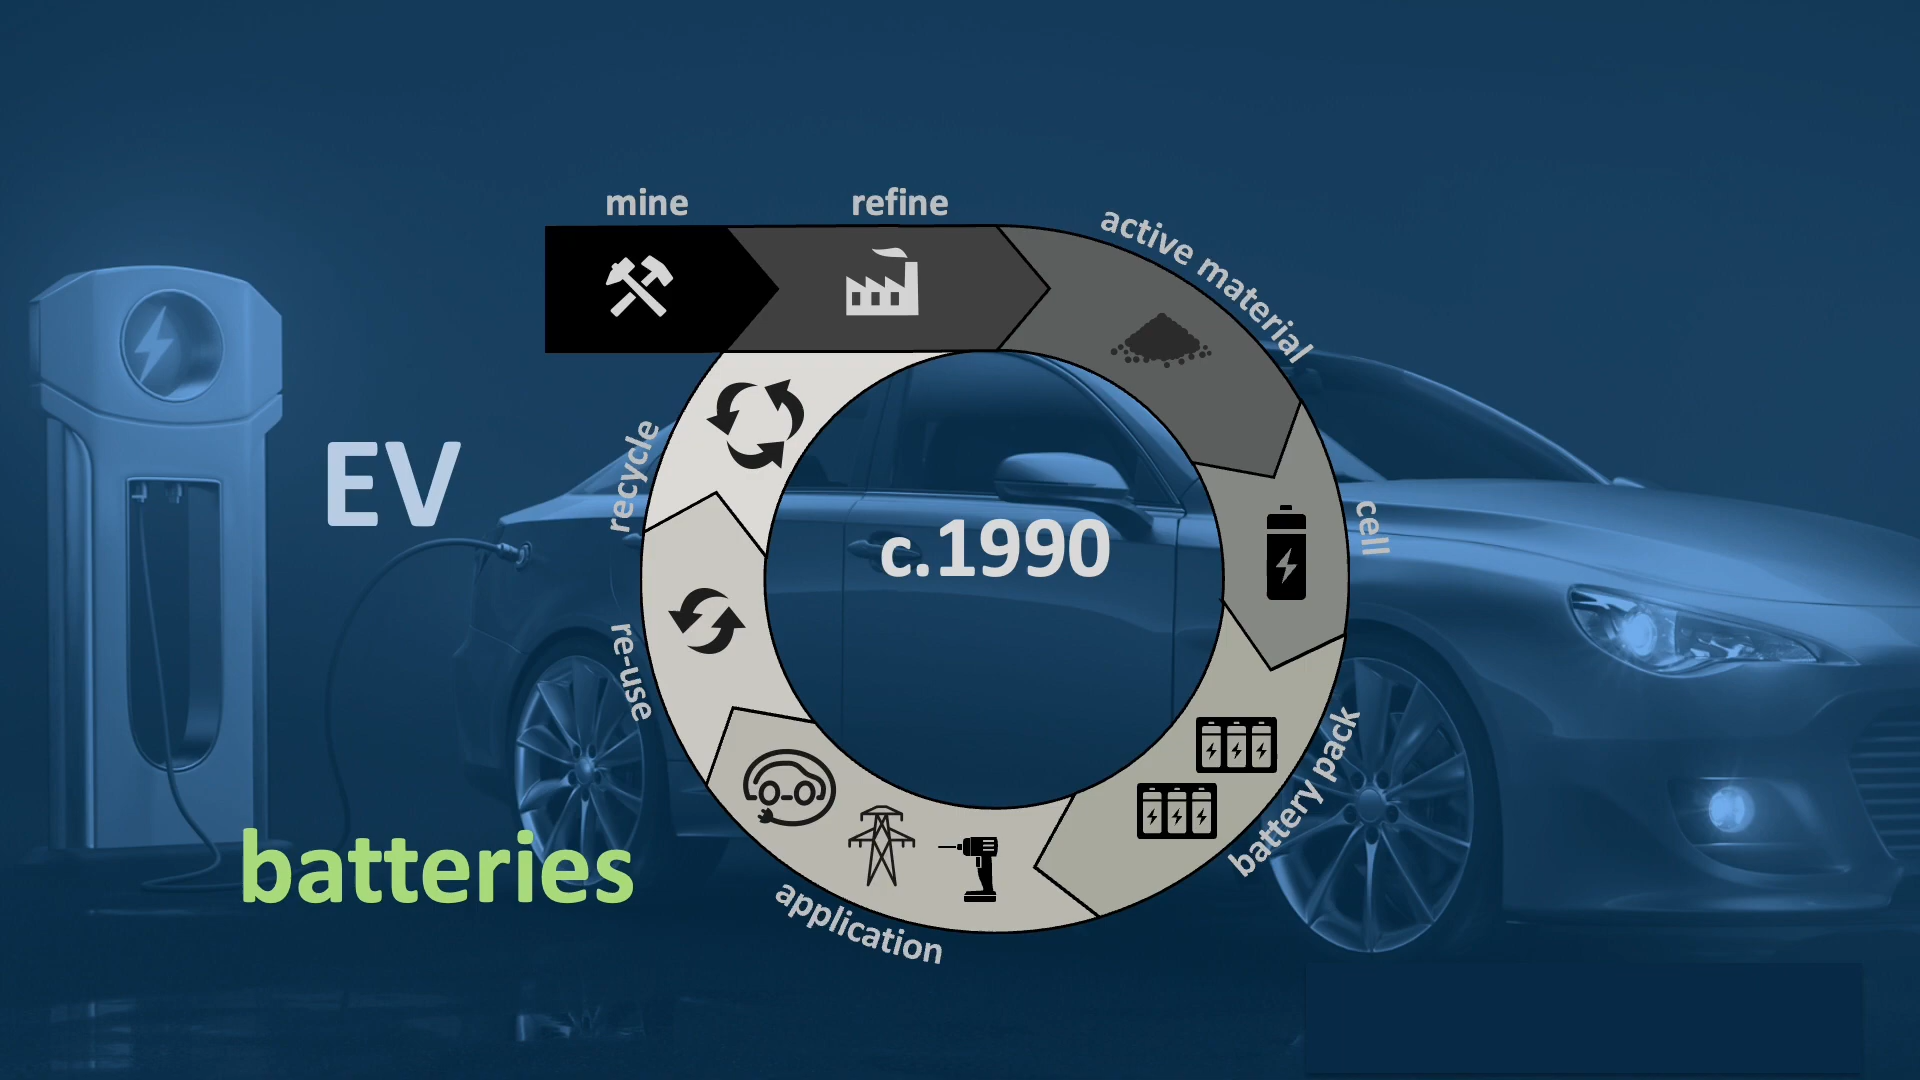 mine
refine
active material
cell
battery pack
application
re-use
recycle
c.1990
EV
batteries